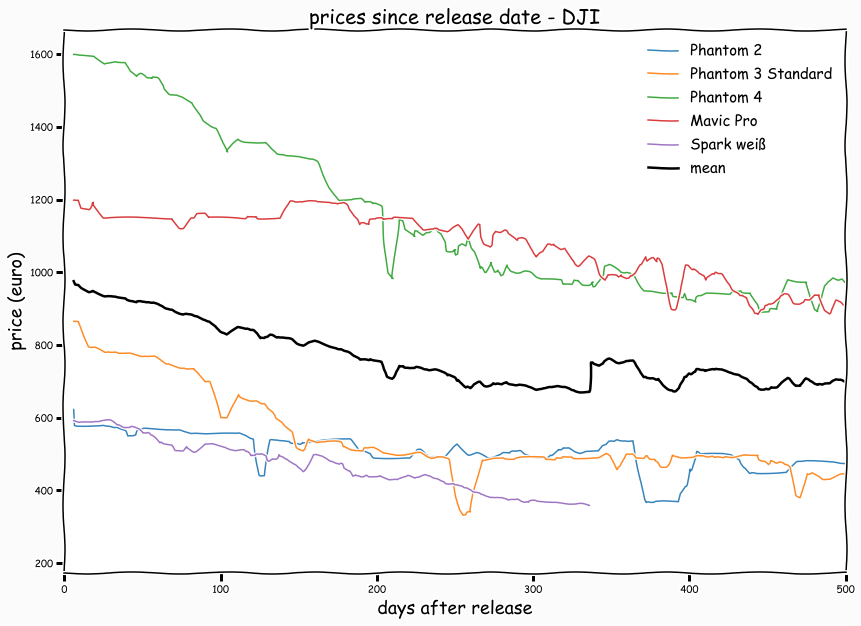 prices since release date - DJI
Phantom 2
Phantom 3 Standard
Phantom 4
Mavic Pro
Spark weiß
mean
price (euro)
1600
1400
1200
1000
800
600
400
200
0
100
200
300
400
500
days after release